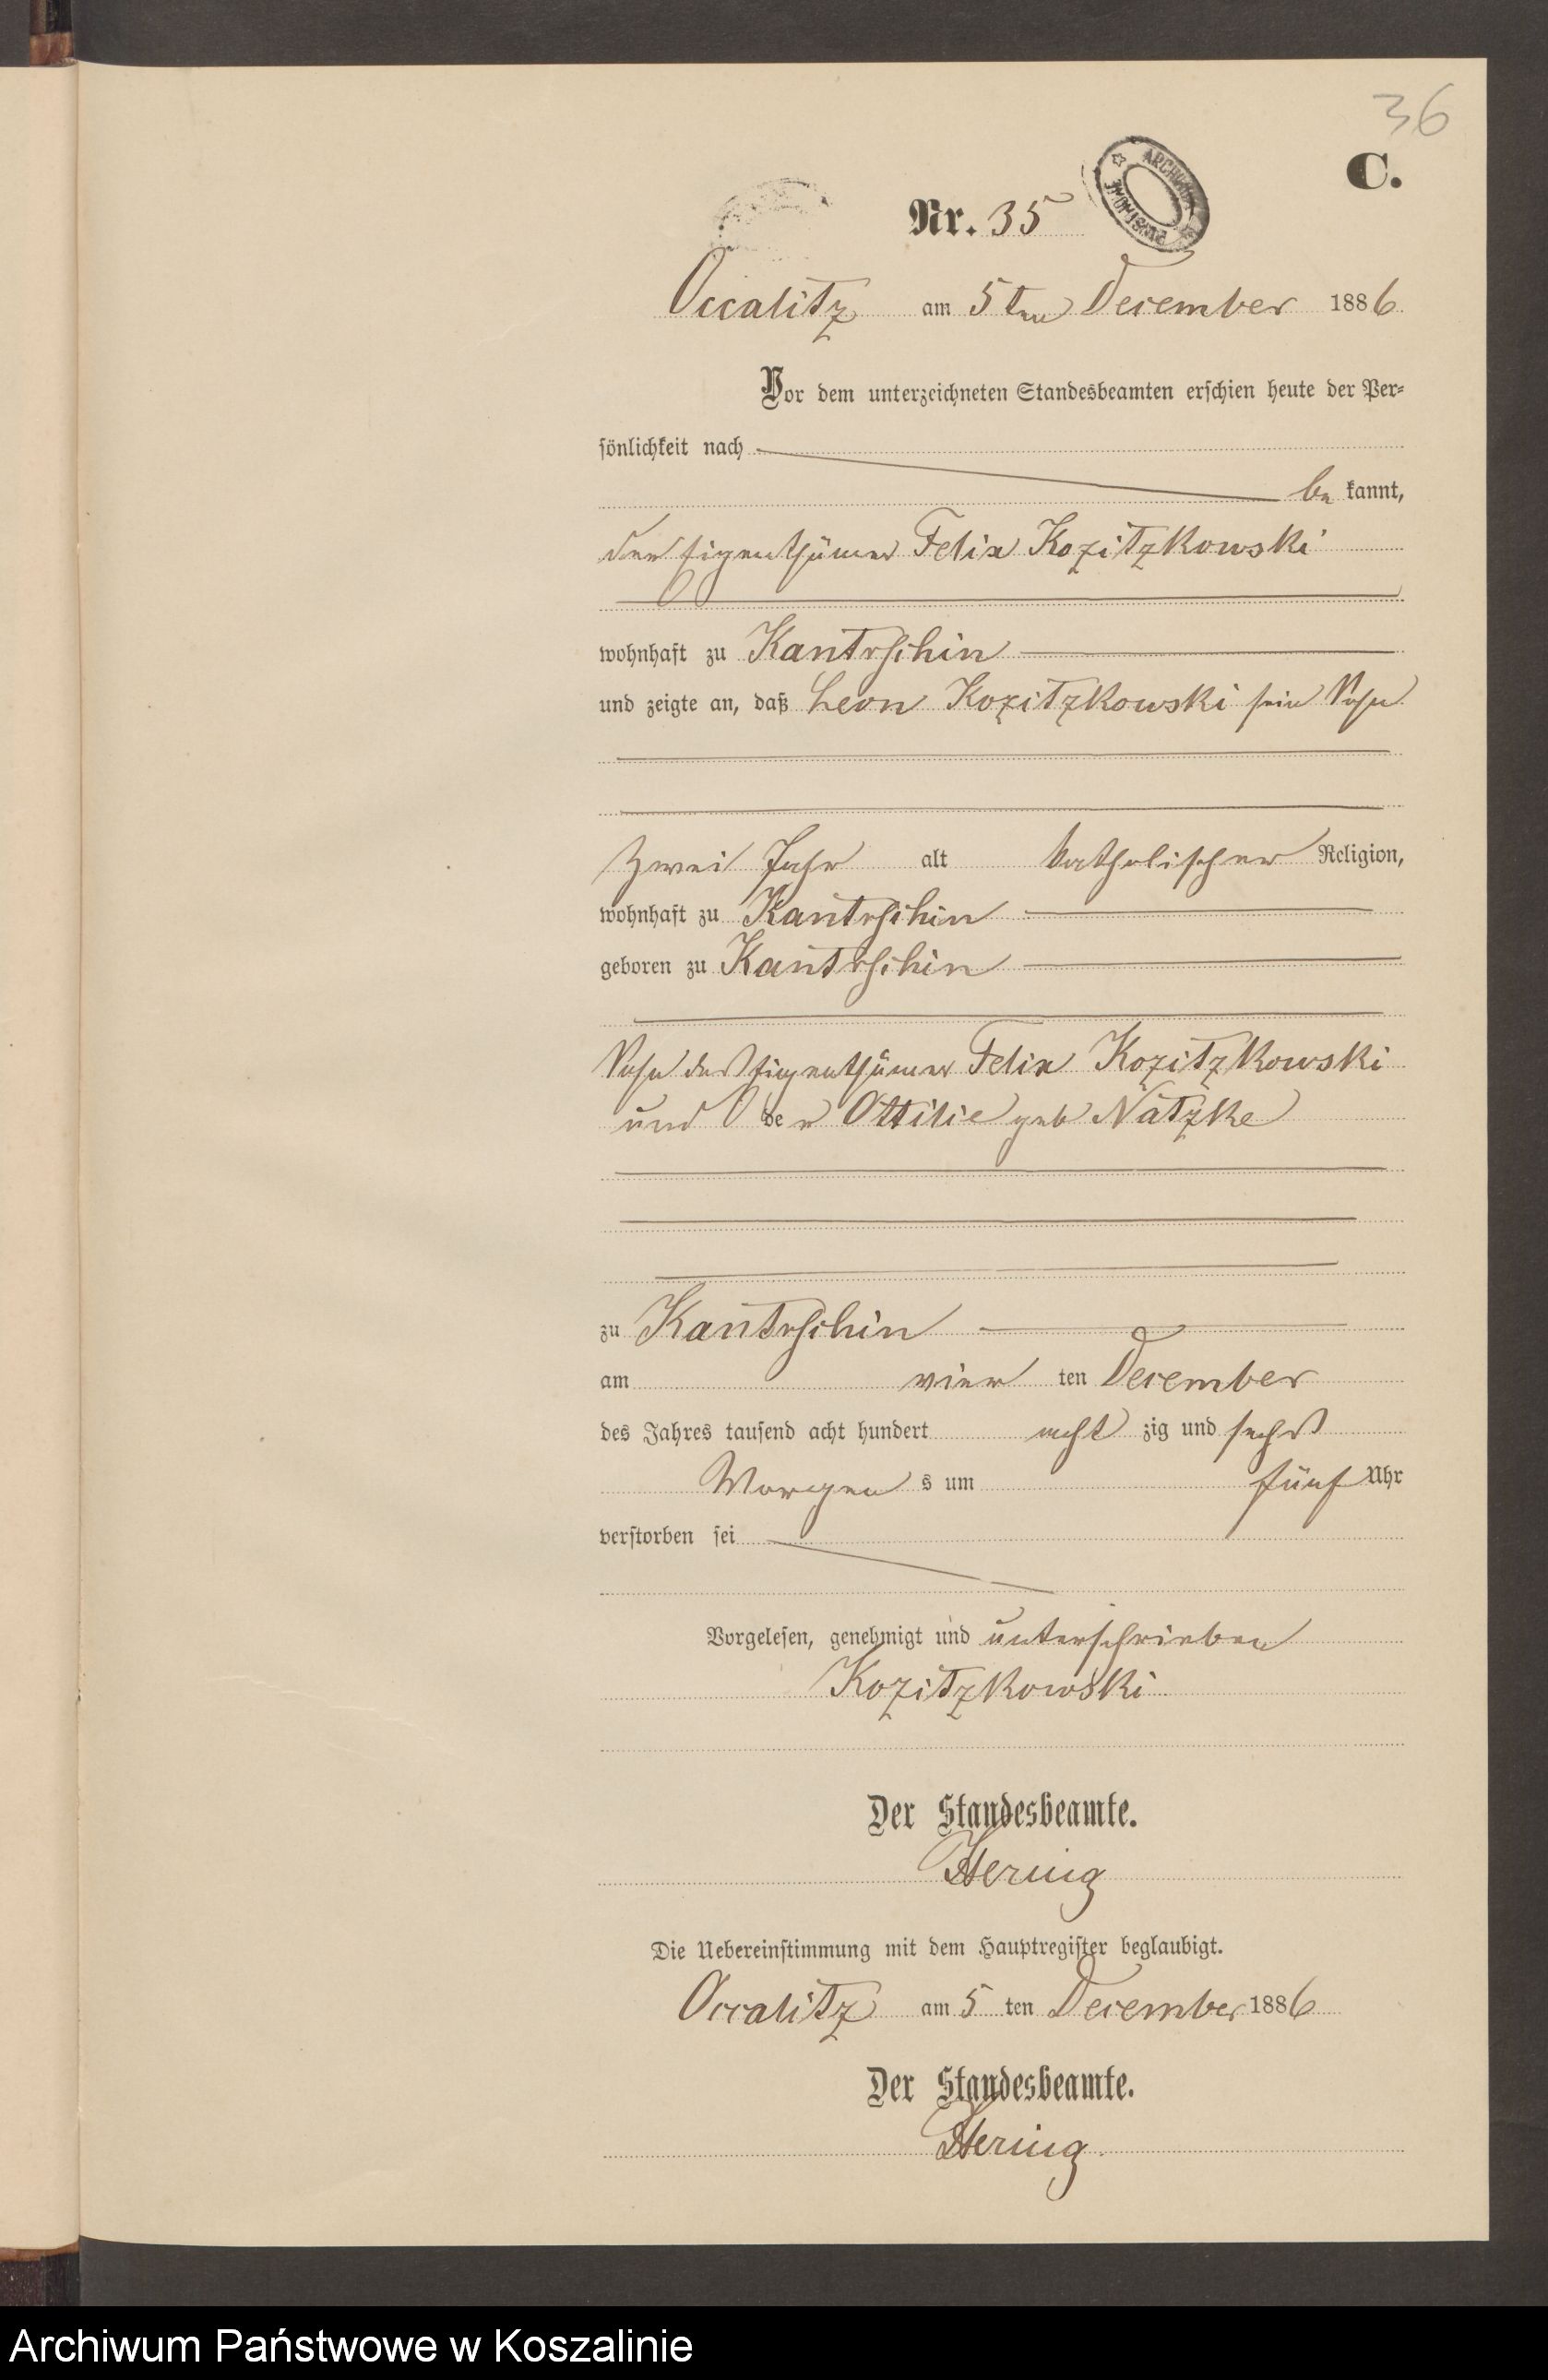 36
C.
Nr. 35
ARCHIWUM PAŃSTWOWE
Occalitz am 5ten December 1886
Vor dem unterzeichneten Standesbeamten erschien heute der Per-
sönlichkeit nach
be kannt,
der Eigenthümer Felix Kozitzkowski
wohnhaft zu Kantrschin
und zeigte an, daß Leon Kozitzkowski sein Sohn
zwei Jahr alt katholischer Religion,
wohnhaft zu Kantrschin
geboren zu Kantrschin
Sohn des Eigenthümer Felix Kozitzkowski
und der Ottilie geb Natzke
zu Kantrschin
am vier ten December
des Jahres tausend acht hundert acht zig und sechs
Morgen s um fünf Uhr
verstorben sei
Vorgelesen, genehmigt und unterschrieben
Kozitzkowski
Der Standesbeamte.
Hering
Die Uebereinstimmung mit dem Hauptregister beglaubigt.
Occalitz am 5 ten December 1886
Der Standesbeamte.
Hering
Archiwum Państwowe w Koszalinie